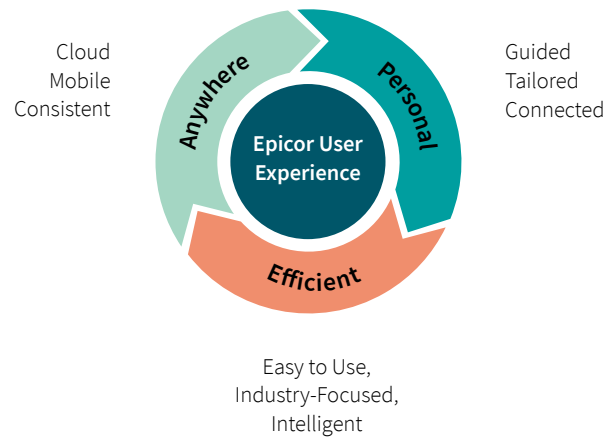 Cloud
Mobile
Consistent
Anywhere
Personal
Guided
Tailored
Connected
Epicor User
Experience
Efficient
Easy to Use,
Industry-Focused,
Intelligent